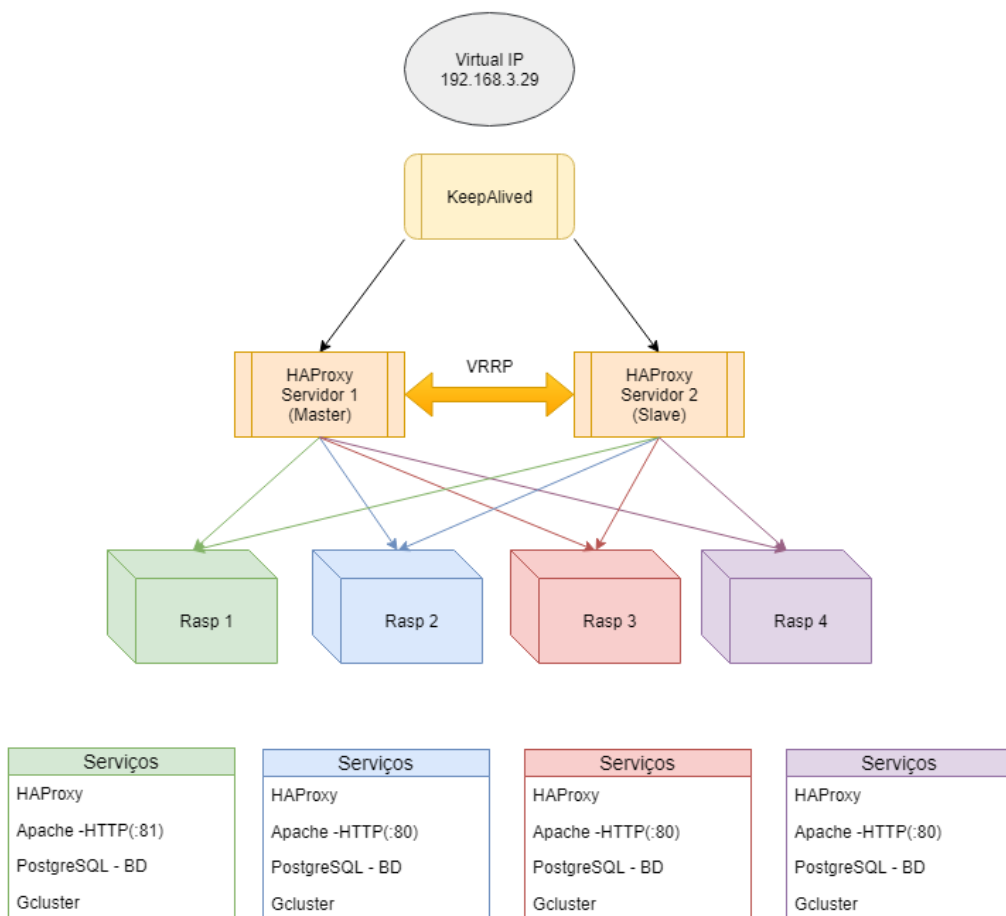 Virtual IP
192.168.3.29
KeepAlived
HAProxy
Servidor 1
(Master)
VRRP
HAProxy
Servidor 2
(Slave)
Rasp 1
Rasp 2
Rasp 3
Rasp 4
Serviços
HAProxy
Apache -HTTP(:81)
PostgreSQL - BD
Gcluster
Serviços
HAProxy
Apache -HTTP(:80)
PostgreSQL - BD
Gcluster
Serviços
HAProxy
Apache -HTTP(:80)
PostgreSQL - BD
Gcluster
Serviços
HAProxy
Apache -HTTP(:80)
PostgreSQL - BD
Gcluster